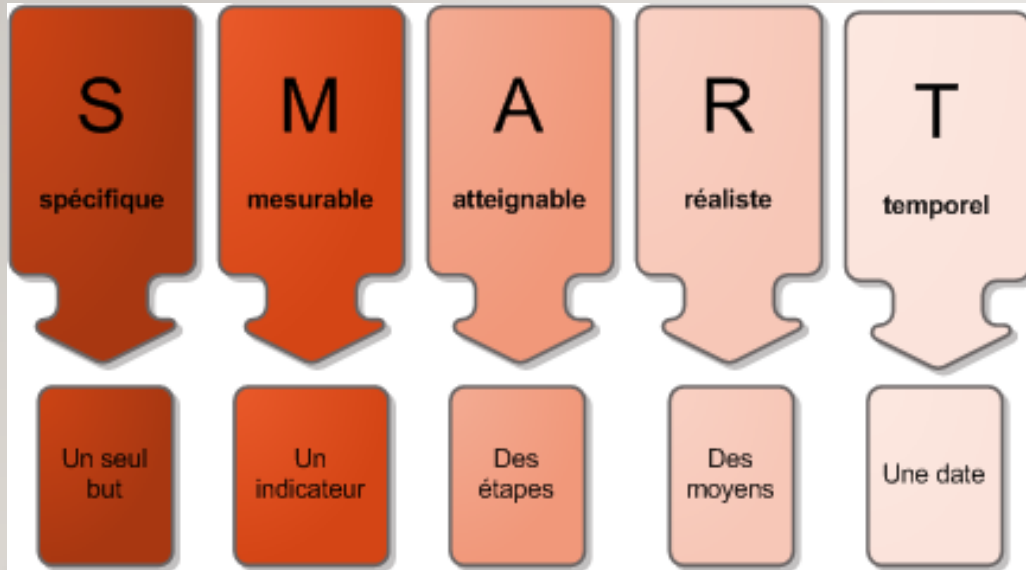 S
M
A
R
T
spécifique
mesurable
atteignable
réaliste
temporel
Un seul
but
Un
indicateur
Des
étapes
Des
moyens
Une date